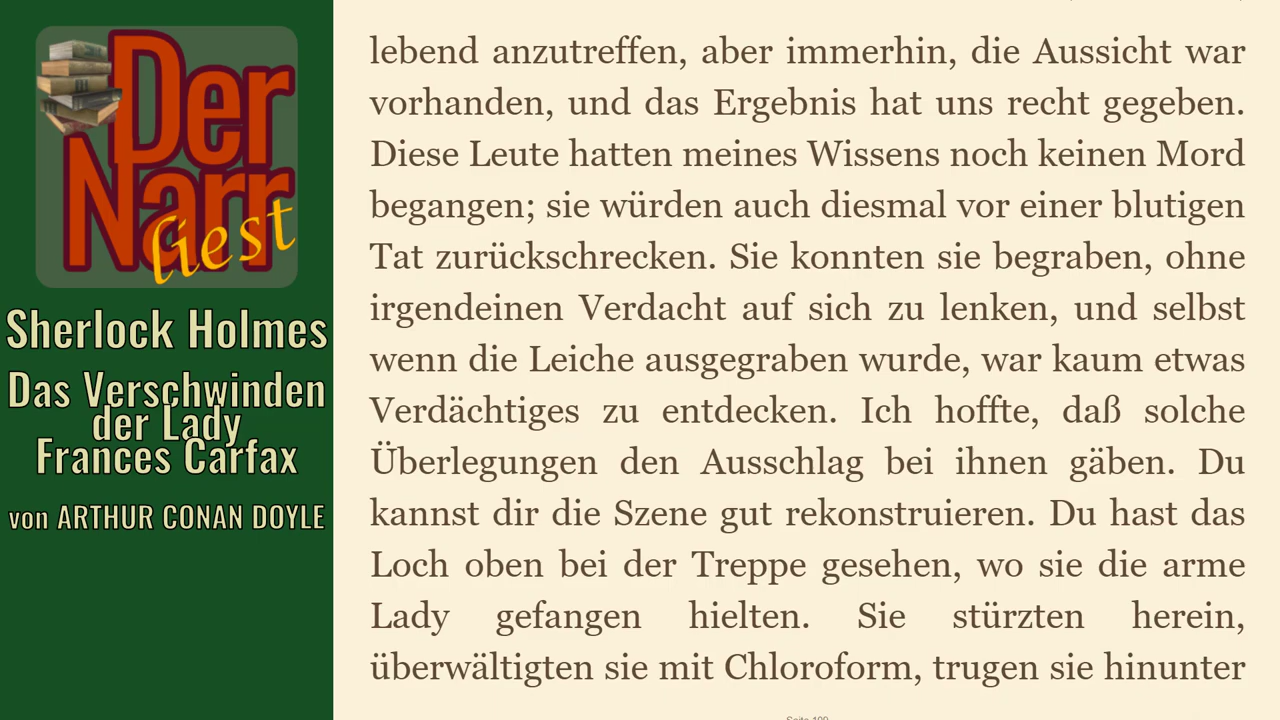 Der
Narr
liest
Sherlock Holmes
Das Verschwinden
der Lady
Frances Carfax
von ARTHUR CONAN DOYLE
lebend anzutreffen, aber immerhin, die Aussicht war
vorhanden, und das Ergebnis hat uns recht gegeben.
Diese Leute hatten meines Wissens noch keinen Mord
begangen; sie würden auch diesmal vor einer blutigen
Tat zurückschrecken. Sie konnten sie begraben, ohne
irgendeinen Verdacht auf sich zu lenken, und selbst
wenn die Leiche ausgegraben wurde, war kaum etwas
Verdächtiges zu entdecken. Ich hoffte, daß solche
Überlegungen den Ausschlag bei ihnen gäben. Du
kannst dir die Szene gut rekonstruieren. Du hast das
Loch oben bei der Treppe gesehen, wo sie die arme
Lady gefangen hielten. Sie stürzten herein,
überwältigten sie mit Chloroform, trugen sie hinunter